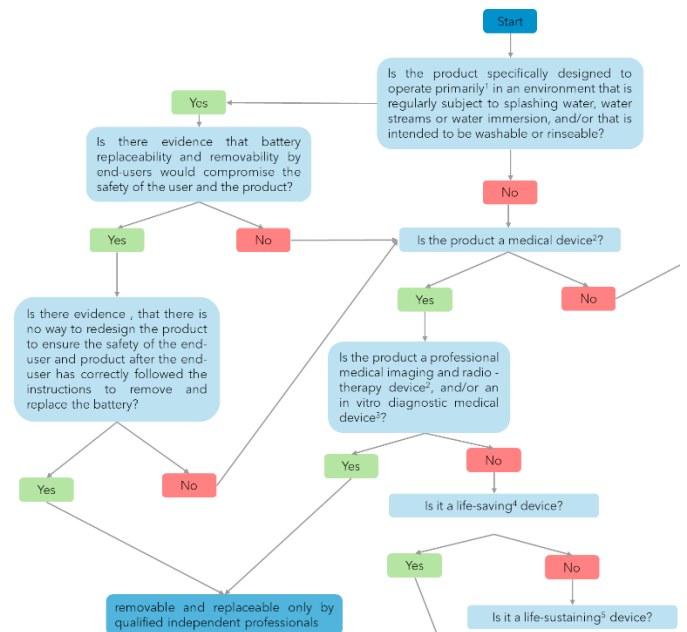 Start
Is the product specifically designed to
operate primarily¹ in an environment that is
regularly subject to splashing water, water
streams or water immersion, and/or that is
intended to be washable or rinseable?
Yes
Is there evidence that battery
replaceability and removability by
end-users would compromise the
safety of the user and the product?
No
Yes
No
Is the product a medical device²?
Is there evidence , that there is
no way to redesign the product
to ensure the safety of the end-
user and product after the end-
user has correctly followed the
instructions to remove and
replace the battery?
Yes
No
Is the product a professional
medical imaging and radio -
therapy device², and/or an
in vitro diagnostic medical
device³?
Yes
No
Yes
No
Is it a life-saving⁴ device?
Yes
No
removable and replaceable only by
qualified independent professionals
Is it a life-sustaining⁵ device?